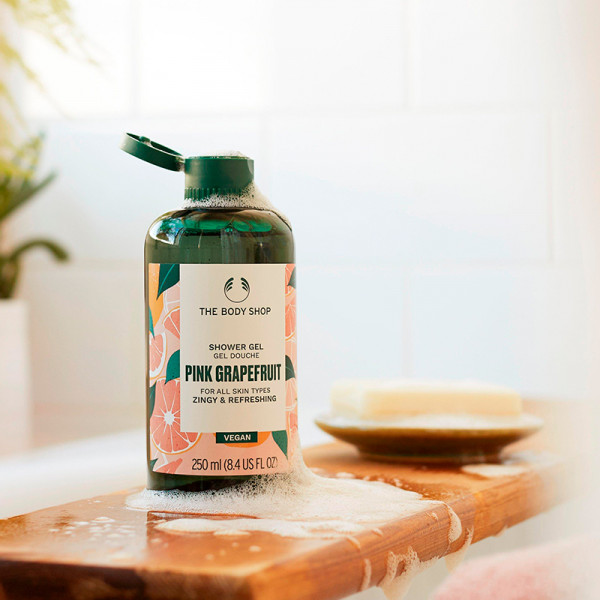 THE BODY SHOP
SHOWER GEL
GEL DOUCHE
PINK GRAPEFRUIT
FOR ALL SKIN TYPES
ZINGY & REFRESHING
VEGAN
250 ml (8.4 US FL OZ)